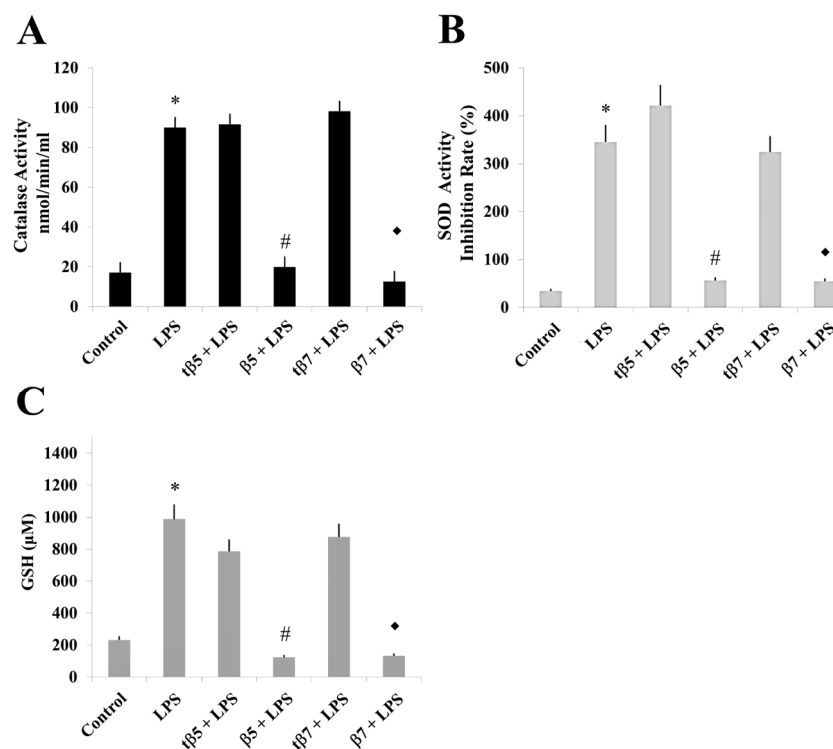 A
Catalase Activity
nmol/min/ml
120
100
80
60
40
20
0
*
#
◆
Control
LPS
tβ5 + LPS
β5 + LPS
tβ7 + LPS
β7 + LPS
B
SOD Activity
Inhibition Rate (%)
500
400
300
200
100
0
*
#
◆
Control
LPS
tβ5 + LPS
β5 + LPS
tβ7 + LPS
β7 + LPS
C
GSH (µM)
1400
1200
1000
800
600
400
200
0
*
#
◆
Control
LPS
tβ5 + LPS
β5 + LPS
tβ7 + LPS
β7 + LPS